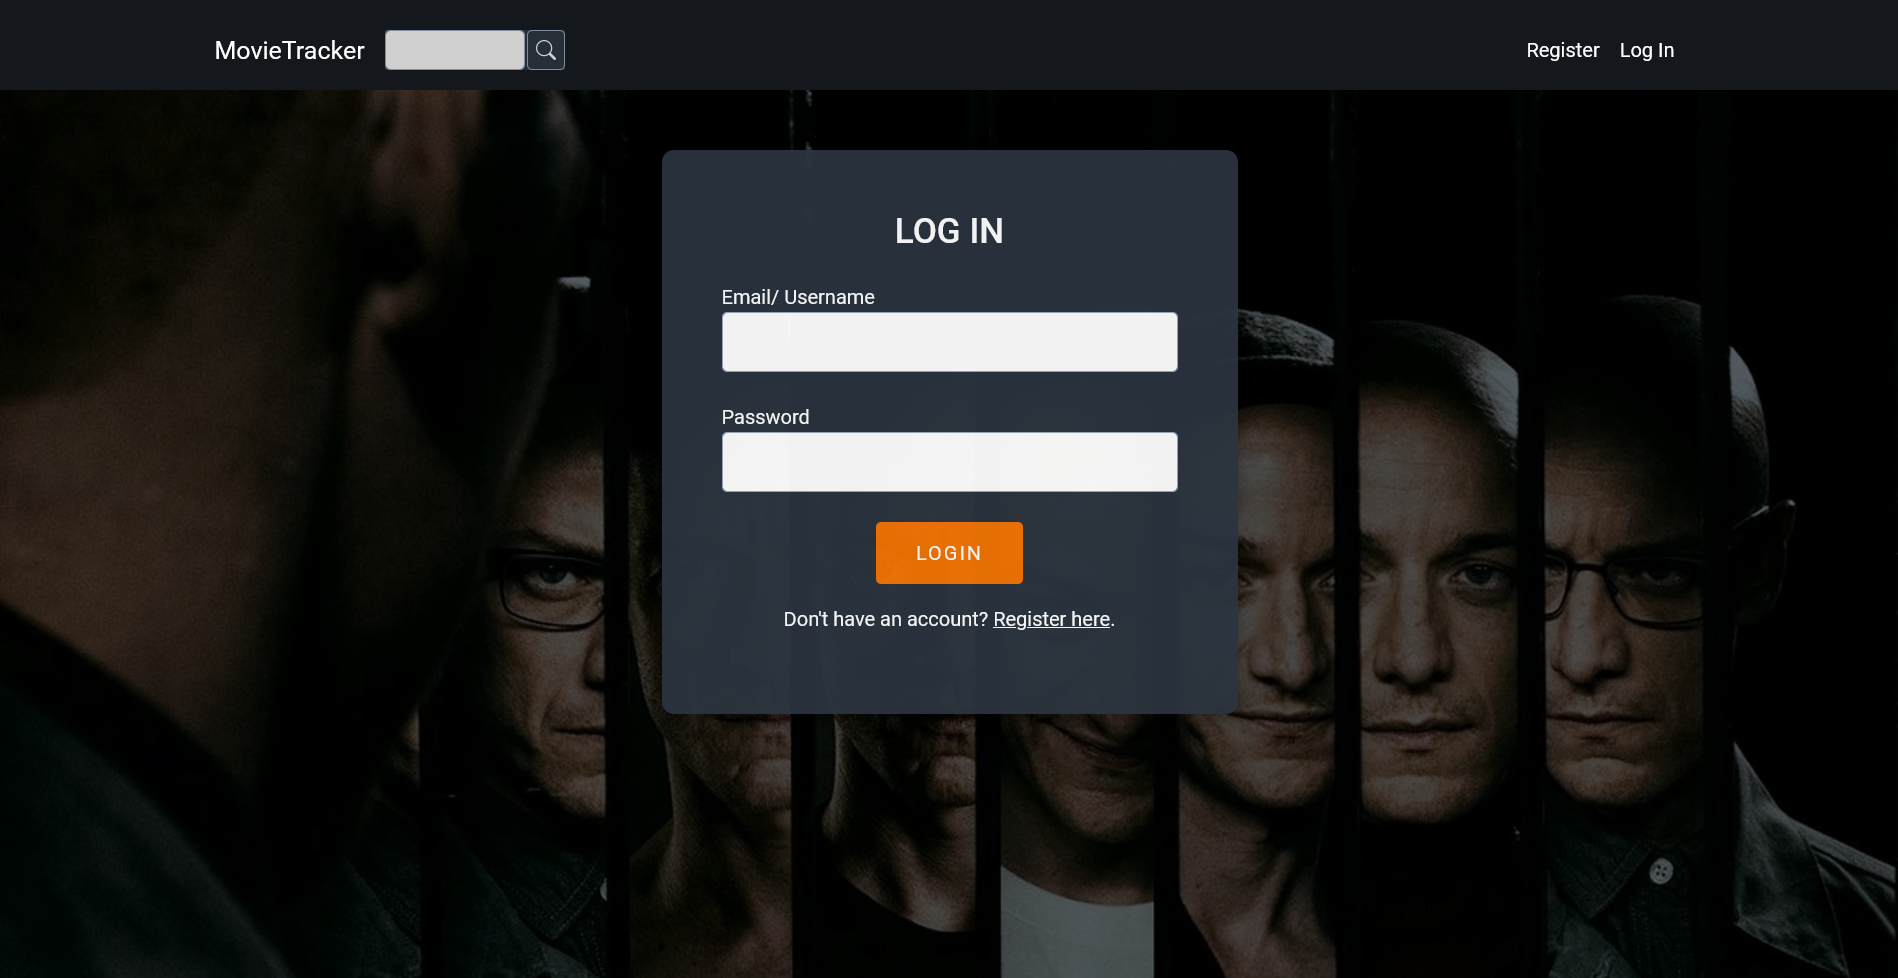 MovieTracker
Register Log In
LOG IN
Email/ Username
Password
LOGIN
Don't have an account? Register here.